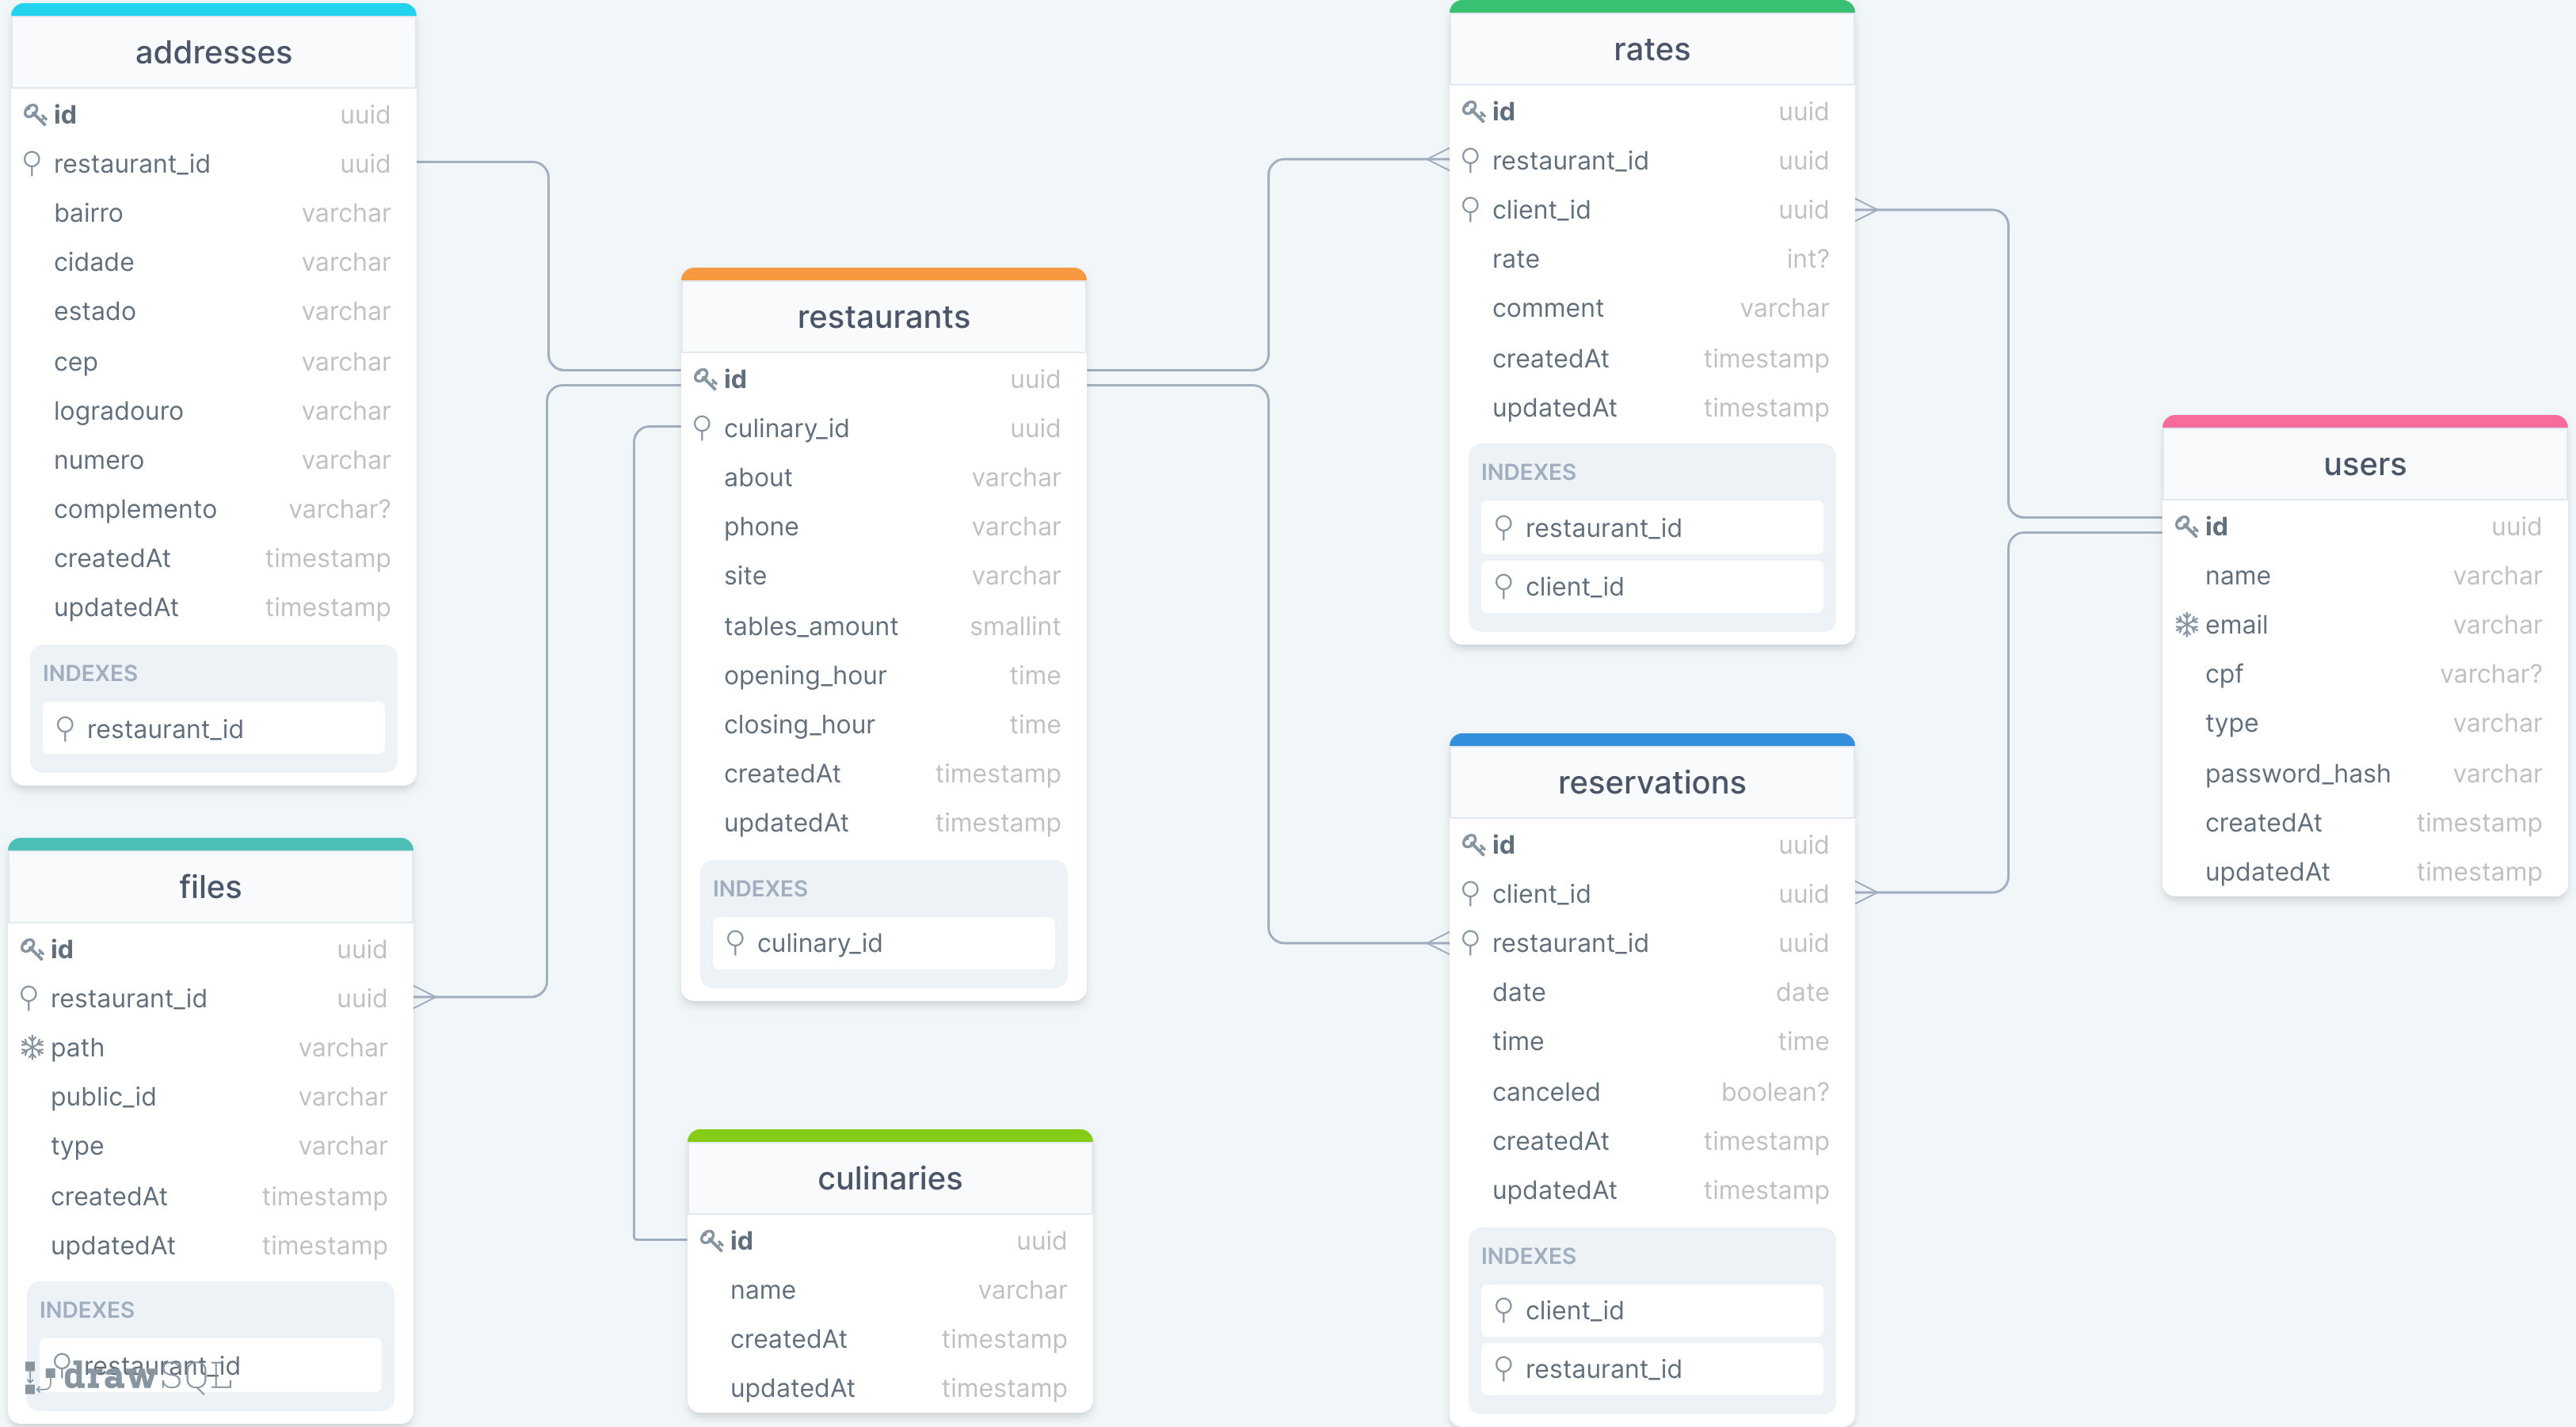 addresses
id uuid
restaurant_id uuid
bairro varchar
cidade varchar
estado varchar
cep varchar
logradouro varchar
numero varchar
complemento varchar?
createdAt timestamp
updatedAt timestamp
INDEXES
restaurant_id
files
id uuid
restaurant_id uuid
path varchar
public_id varchar
type varchar
createdAt timestamp
updatedAt timestamp
INDEXES
restaurant_id
drawSQL
restaurants
id uuid
culinary_id uuid
about varchar
phone varchar
site varchar
tables_amount smallint
opening_hour time
closing_hour time
createdAt timestamp
updatedAt timestamp
INDEXES
culinary_id
culinaries
id uuid
name varchar
createdAt timestamp
updatedAt timestamp
rates
id uuid
restaurant_id uuid
client_id uuid
rate int?
comment varchar
createdAt timestamp
updatedAt timestamp
INDEXES
restaurant_id
client_id
reservations
id uuid
client_id uuid
restaurant_id uuid
date date
time time
canceled boolean?
createdAt timestamp
updatedAt timestamp
INDEXES
client_id
restaurant_id
users
id uuid
name varchar
email varchar
cpf varchar?
type varchar
password_hash varchar
createdAt timestamp
updatedAt timestamp